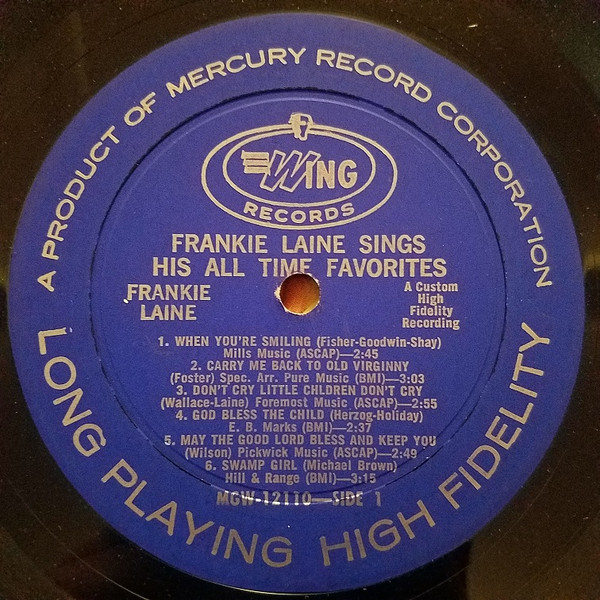 A PRODUCT OF MERCURY RECORD CORPORATION
WING
RECORDS
FRANKIE LAINE SINGS
HIS ALL TIME FAVORITES
FRANKIE
LAINE
A Custom
High
Fidelity
Recording
1. WHEN YOU'RE SMILING (Fisher-Goodwin-Shay)
Mills Music (ASCAP)—2:45
2. CARRY ME BACK TO OLD VIRGINNY
(Foster) Spec. Arr. Pure Music (BMI)—3:03
3. DON'T CRY LITTLE CHLDREN DON'T CRY
(Wallace-Laine) Foremost Music (ASCAP)—2:55
4. GOD BLESS THE CHILD (Herzog-Holiday)
E. B. Marks (BMI)—2:37
5. MAY THE GOOD LORD BLESS AND KEEP YOU
(Wilson) Pickwick Music (ASCAP)—2:49
6. SWAMP GIRL (Michael Brown)
Hill & Range (BMI)—3:15
MGW-12110—SIDE 1
LONG PLAYING HIGH FIDELITY